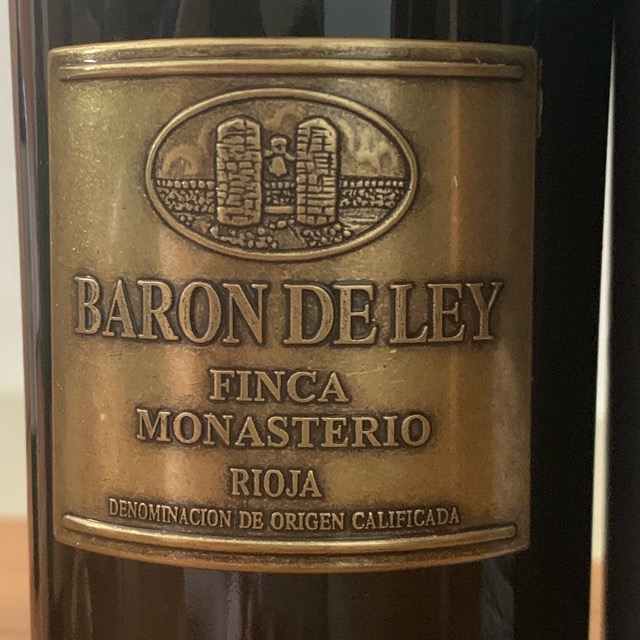 BARON DE LEY
FINCA
MONASTERIO
RIOJA
DENOMINACION DE ORIGEN CALIFICADA